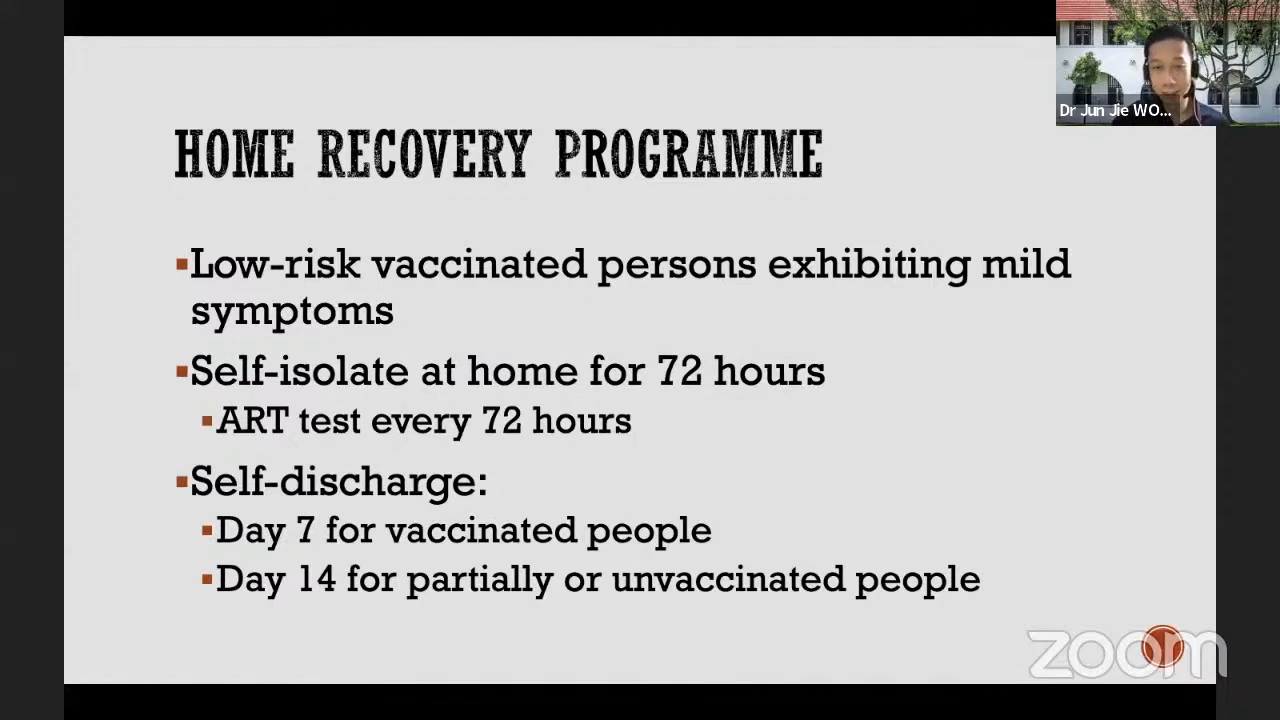 Dr Jun Jie WO...
HOME RECOVERY PROGRAMME
▪Low-risk vaccinated persons exhibiting mild
symptoms
▪Self-isolate at home for 72 hours
▪ART test every 72 hours
▪Self-discharge:
▪Day 7 for vaccinated people
▪Day 14 for partially or unvaccinated people
zoom